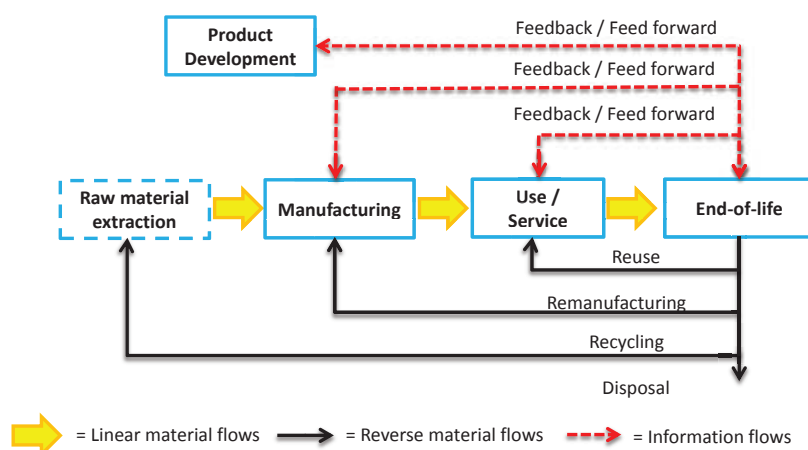 Product
Development
Feedback / Feed forward
Feedback / Feed forward
Feedback / Feed forward
Raw material
extraction
Manufacturing
Use /
Service
End-of-life
Reuse
Remanufacturing
Recycling
Disposal
= Linear material flows
= Reverse material flows
= Information flows